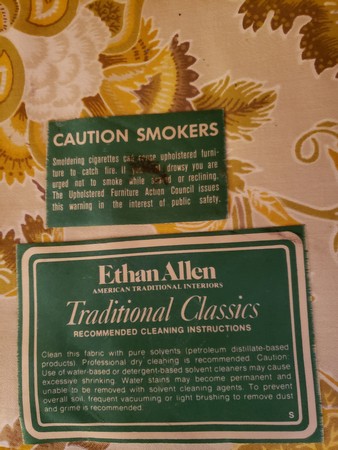 CAUTION SMOKERS
Smoldering cigarettes can cause upholstered furni-
ture to catch fire. If you feel drowsy you are
urged not to smoke while seated or reclining.
The Upholstered Furniture Action Council issues
this warning in the interest of public safety.
Ethan Allen
AMERICAN TRADITIONAL INTERIORS
Traditional Classics
RECOMMENDED CLEANING INSTRUCTIONS
Clean this fabric with pure solvents (petroleum distillate-based
products). Professional dry cleaning is recommended. Caution:
Use of water-based or detergent-based solvent cleaners may cause
excessive shrinking. Water stains may become permanent and
unable to be removed with solvent cleaning agents. To prevent
overall soil, frequent vacuuming or light brushing to remove dust
and grime is recommended.
S